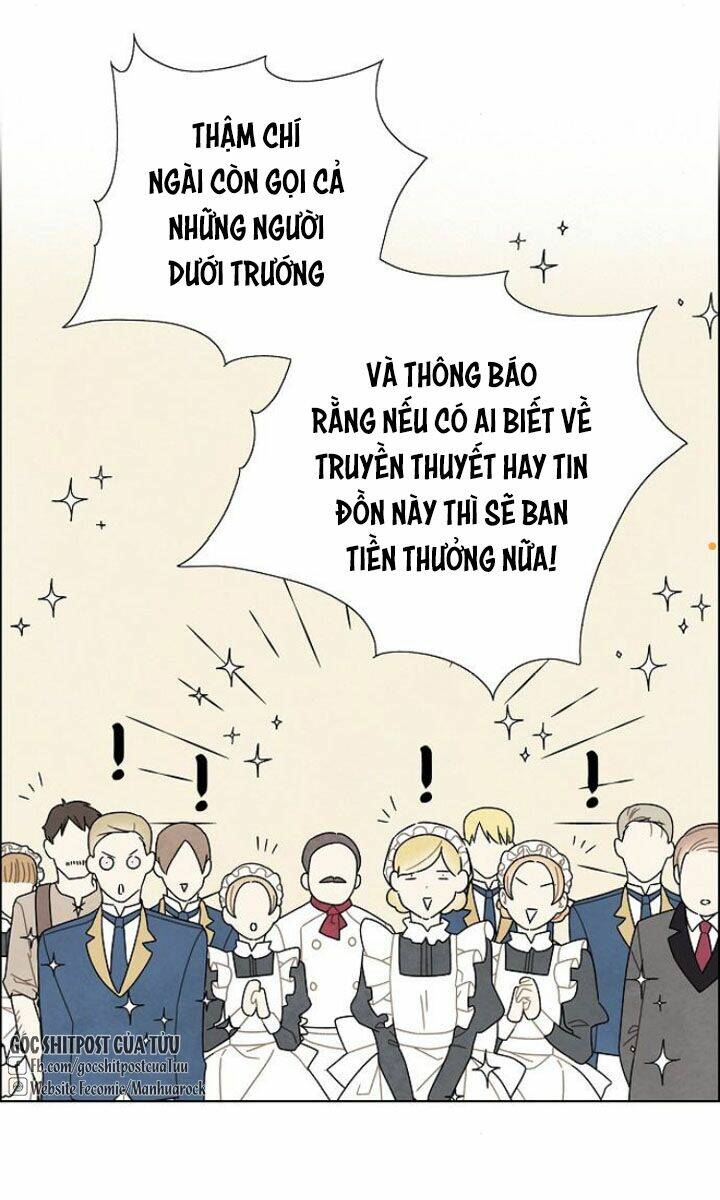 THẬM CHÍ
NGÀI CÒN GỌI CẢ
NHỮNG NGƯỜI
DƯỚI TRƯỚNG
VÀ THÔNG BÁO
RẰNG NẾU CÓ AI BIẾT VỀ
TRUYỀN THUYẾT HAY TIN
ĐỒN NÀY THÌ SẼ BAN
TIỀN THƯỞNG NỮA!
! ! ! !
GÓC SHITPOST CỦA TỬU
Fb.com/gocshitpostcuaTuu
Website Fecomic/Manhuarock